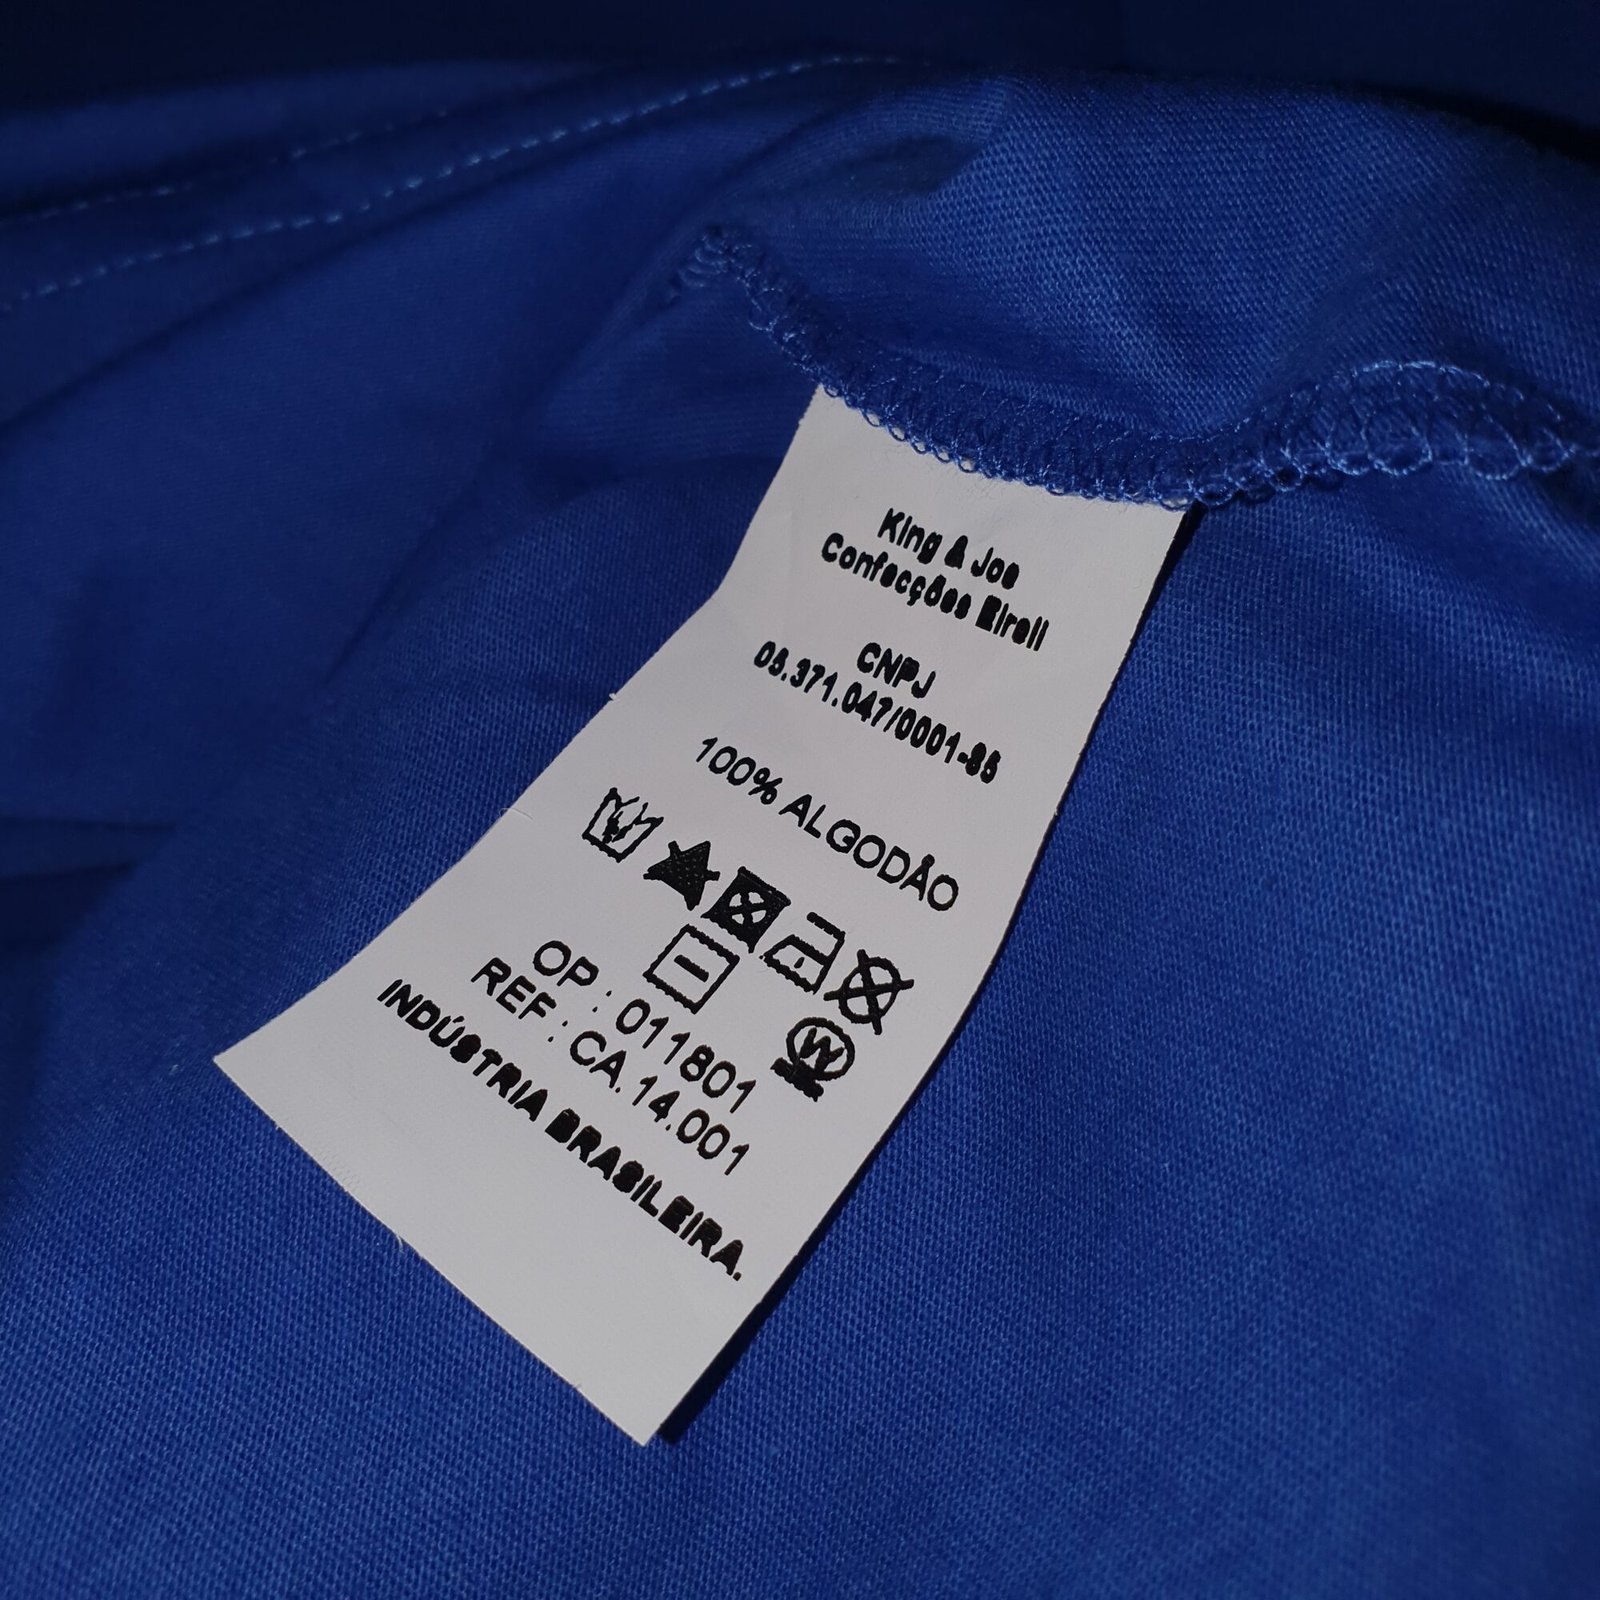 King & Joe
Confecções Eireli
CNPJ
05.371.047/0001-85
100% ALGODÃO
W
OP : 011801
REF : CA.14.001
INDÚSTRIA BRASILEIRA.